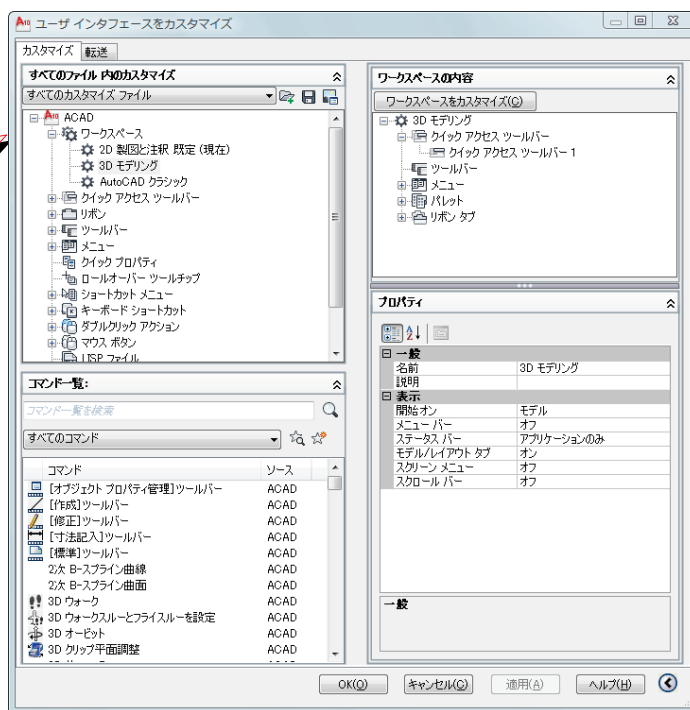 ユーザ インタフェースをカスタマイズ
カスタマイズ 転送
すべてのファイル 内のカスタマイズ
すべてのカスタマイズ ファイル
ACAD
ワークスペース
2D 製図と注釈 既定 (現在)
3D モデリング
AutoCAD クラシック
クイック アクセス ツールバー
リボン
ツールバー
メニュー
クイック プロパティ
ロールオーバー ツールチップ
ショートカット メニュー
キーボード ショートカット
ダブルクリック アクション
マウス ボタン
LISP ファイル
コマンド一覧:
コマンド一覧を検索
すべてのコマンド
コマンド ソース
[オブジェクト プロパティ管理]ツールバー ACAD
[作成]ツールバー ACAD
[修正]ツールバー ACAD
[寸法記入]ツールバー ACAD
[標準]ツールバー ACAD
2次 B-スプライン曲線 ACAD
2次 B-スプライン曲面 ACAD
3D ウォーク ACAD
3D ウォークスルーとフライスルーを設定 ACAD
3D オービット ACAD
3D クリップ平面調整 ACAD
ワークスペースの内容
ワークスペースをカスタマイズ(C)
3D モデリング
クイック アクセス ツールバー
クイック アクセス ツールバー 1
ツールバー
メニュー
パレット
リボン タブ
プロパティ
一般
名前 3D モデリング
説明
表示
開始オン モデル
メニュー バー オフ
ステータス バー アプリケーションのみ
モデル/レイアウト タブ オン
スクリーン メニュー オフ
スクロール バー オフ
一般
OK(O) キャンセル(C) 適用(A) ヘルプ(H)